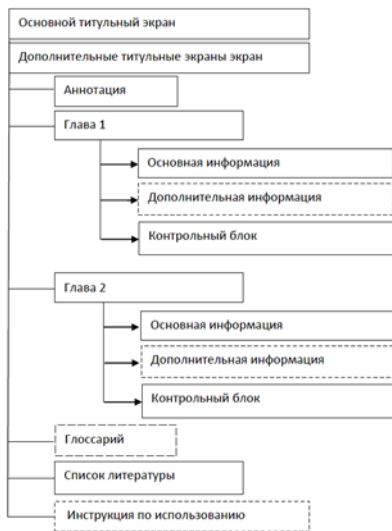 Основной титульный экран
Дополнительные титульные экраны экран
Аннотация
Глава 1
Основная информация
Дополнительная информация
Контрольный блок
Глава 2
Основная информация
Дополнительная информация
Контрольный блок
Глоссарий
Список литературы
Инструкция по использованию